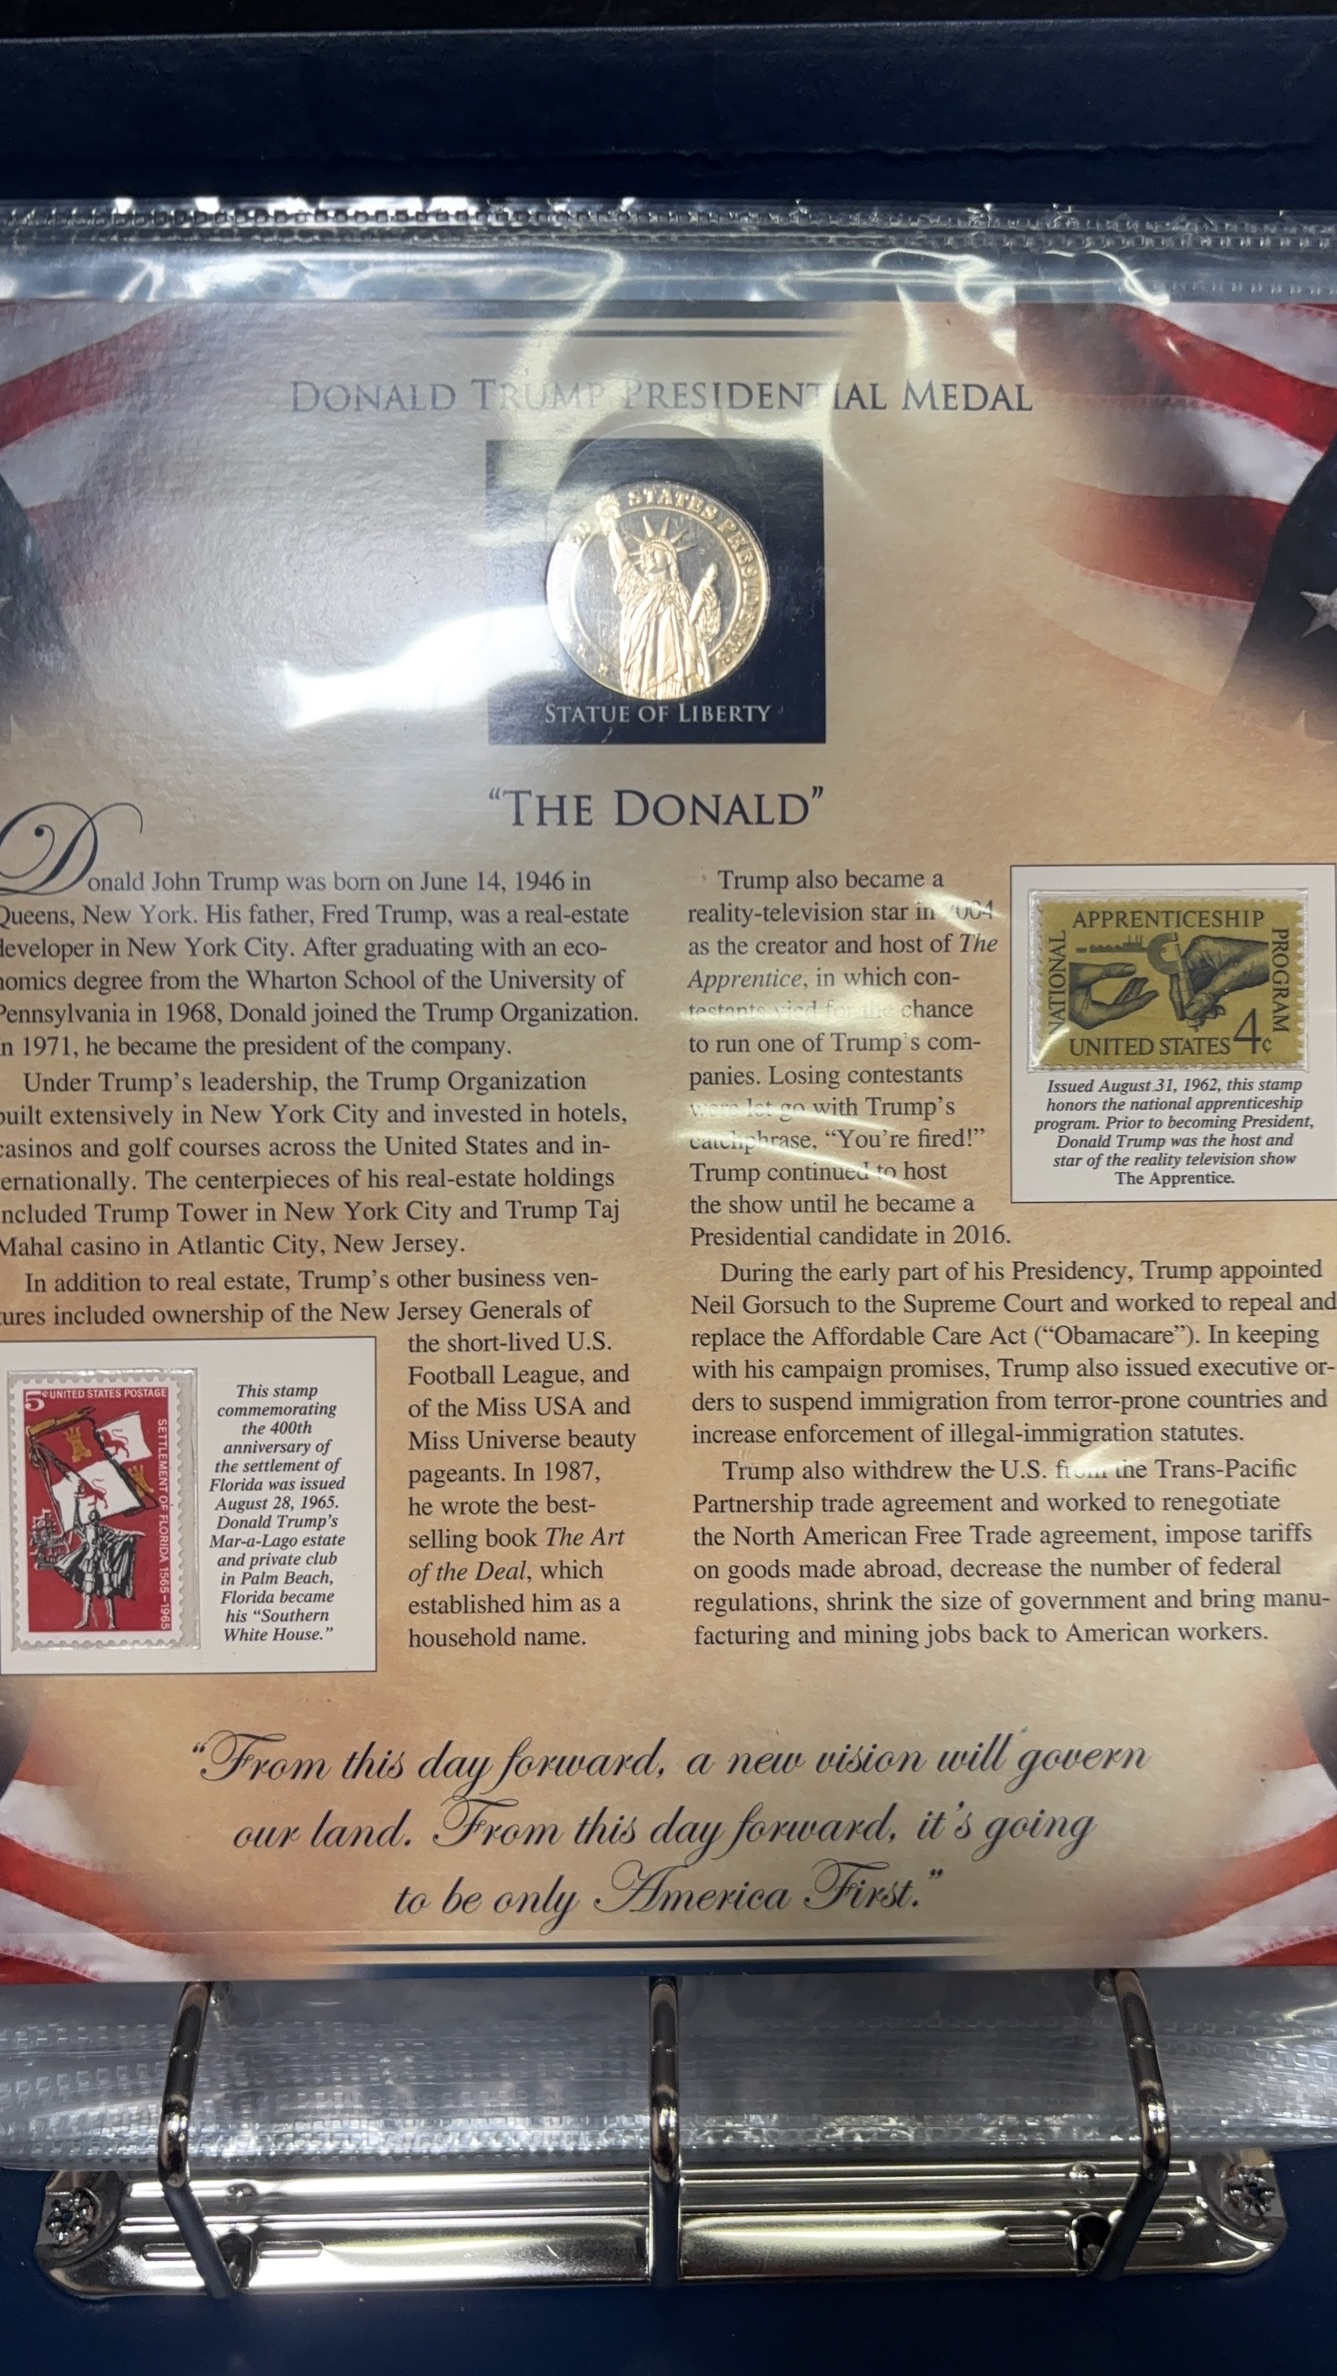 DONALD TRUMP PRESIDENTIAL MEDAL
STATES PRESIDENTS
STATUE OF LIBERTY
"THE DONALD"
Donald John Trump was born on June 14, 1946 in
Queens, New York. His father, Fred Trump, was a real-estate
developer in New York City. After graduating with an eco-
nomics degree from the Wharton School of the University of
Pennsylvania in 1968, Donald joined the Trump Organization.
In 1971, he became the president of the company.
Under Trump's leadership, the Trump Organization
built extensively in New York City and invested in hotels,
casinos and golf courses across the United States and in-
ternationally. The centerpieces of his real-estate holdings
included Trump Tower in New York City and Trump Taj
Mahal casino in Atlantic City, New Jersey.
In addition to real estate, Trump's other business ven-
tures included ownership of the New Jersey Generals of
the short-lived U.S.
Football League, and
of the Miss USA and
Miss Universe beauty
pageants. In 1987,
he wrote the best-
selling book The Art
of the Deal, which
established him as a
household name.
5¢ UNITED STATES POSTAGE
SETTLEMENT OF FLORIDA 1565-1965
This stamp
commemorating
the 400th
anniversary of
the settlement of
Florida was issued
August 28, 1965.
Donald Trump's
Mar-a-Lago estate
and private club
in Palm Beach,
Florida became
his "Southern
White House."
Trump also became a
reality-television star in 2004
as the creator and host of The
Apprentice, in which con-
testants vied for the chance
to run one of Trump's com-
panies. Losing contestants
were let go with Trump's
catchphrase, "You're fired!"
Trump continued to host
the show until he became a
Presidential candidate in 2016.
During the early part of his Presidency, Trump appointed
Neil Gorsuch to the Supreme Court and worked to repeal and
replace the Affordable Care Act ("Obamacare"). In keeping
with his campaign promises, Trump also issued executive or-
ders to suspend immigration from terror-prone countries and
increase enforcement of illegal-immigration statutes.
Trump also withdrew the U.S. from the Trans-Pacific
Partnership trade agreement and worked to renegotiate
the North American Free Trade agreement, impose tariffs
on goods made abroad, decrease the number of federal
regulations, shrink the size of government and bring manu-
facturing and mining jobs back to American workers.
NATIONAL
APPRENTICESHIP
PROGRAM
UNITED STATES 4¢
Issued August 31, 1962, this stamp
honors the national apprenticeship
program. Prior to becoming President,
Donald Trump was the host and
star of the reality television show
The Apprentice.
"From this day forward, a new vision will govern
our land. From this day forward, it's going
to be only America First."